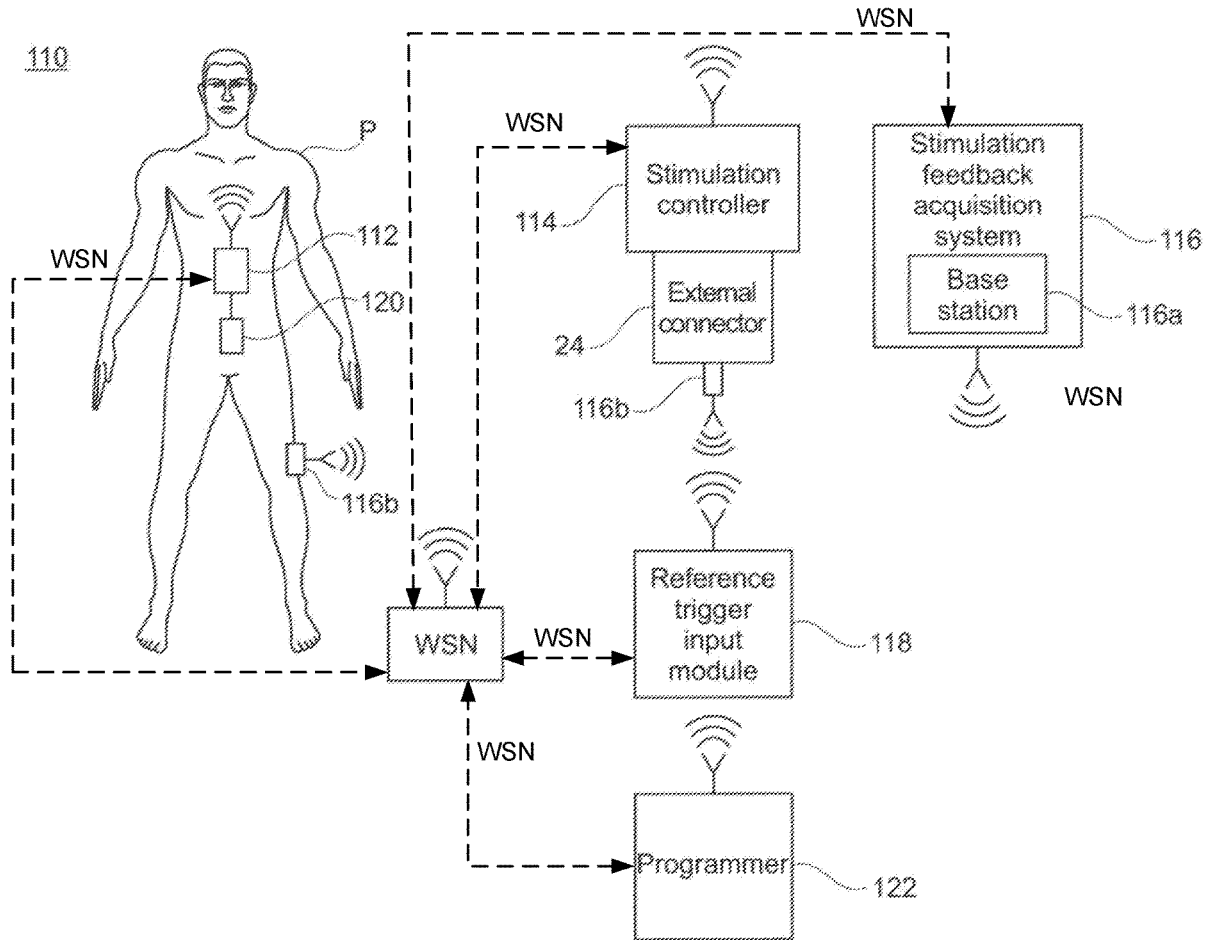 110
WSN
P
WSN
114
Stimulation
controller
Stimulation
feedback
acquisition
system
116
WSN
112
120
Base
station
116a
External
connector
24
116b
WSN
116b
Reference
trigger
input
module
118
WSN
WSN
WSN
Programmer
122